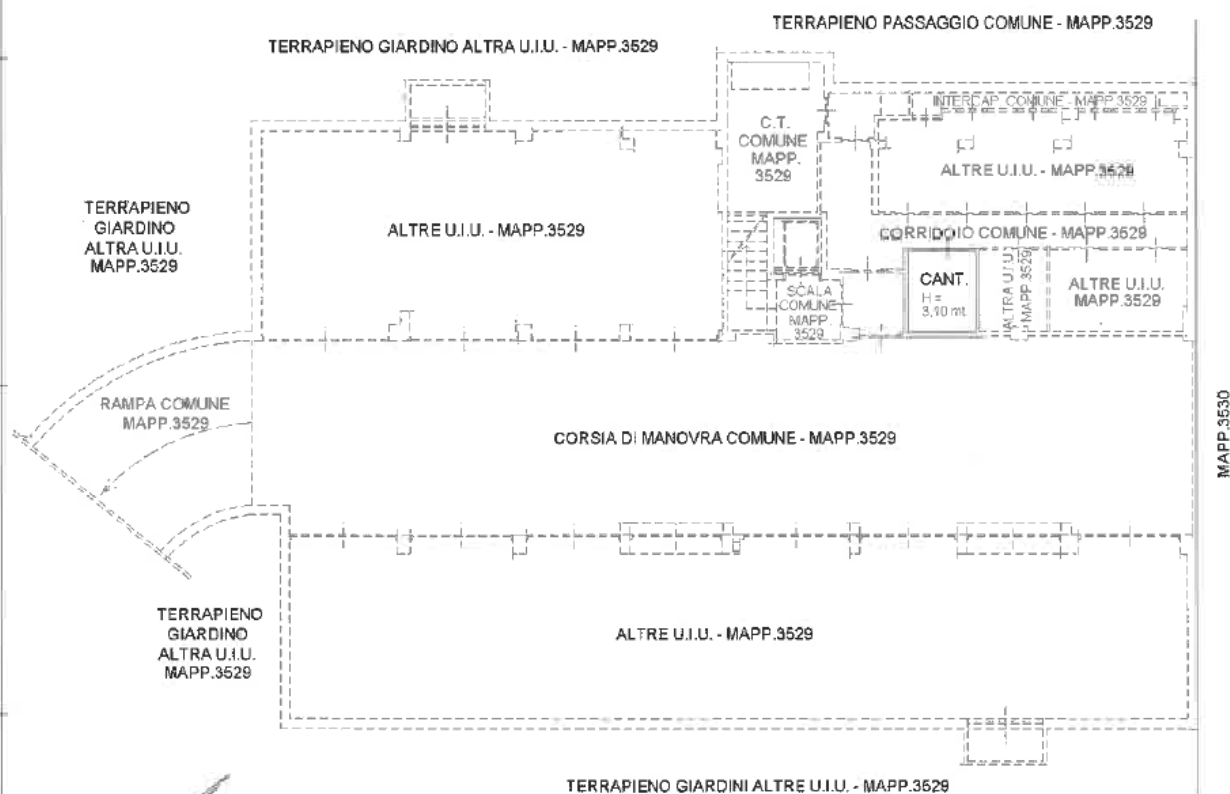 TERRAPIENO PASSAGGIO COMUNE - MAPP.3529
TERRAPIENO GIARDINO ALTRA U.I.U. - MAPP.3529
INTERCAP. COMUNE - MAPP.3529
C.T.
COMUNE
MAPP.
3529
ALTRE U.I.U. - MAPP.3529
TERRAPIENO
GIARDINO
ALTRA U.I.U.
MAPP.3529
ALTRE U.I.U. - MAPP.3529
CORRIDOIO COMUNE - MAPP.3529
CANT.
H =
3,10 mt.
ALTRA U.I.U.
MAPP.3529
ALTRE U.I.U.
MAPP.3529
SCALA
COMUNE
MAPP.
3529
RAMPA COMUNE
MAPP.3529
CORSIA DI MANOVRA COMUNE - MAPP.3529
MAPP.3530
TERRAPIENO
GIARDINO
ALTRA U.I.U.
MAPP.3529
ALTRE U.I.U. - MAPP.3529
TERRAPIENO GIARDINI ALTRE U.I.U. - MAPP.3529